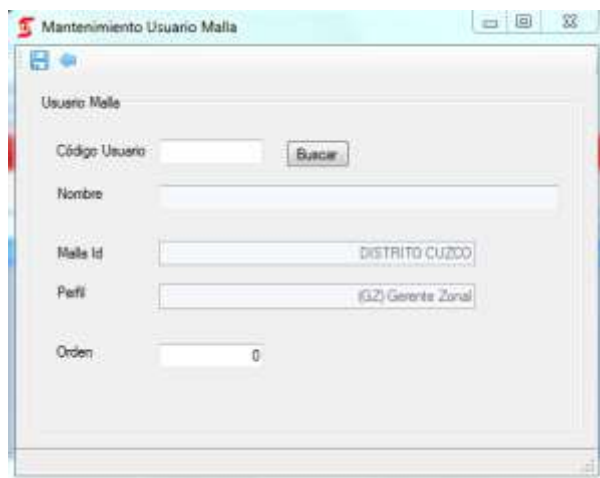 Mantenimiento Usuario Malla
Usuario Malla
Código Usuario
Buscar
Nombre
Malla Id DISTRITO CUZCO
Perfil (GZ) Gerente Zonal
Orden 0